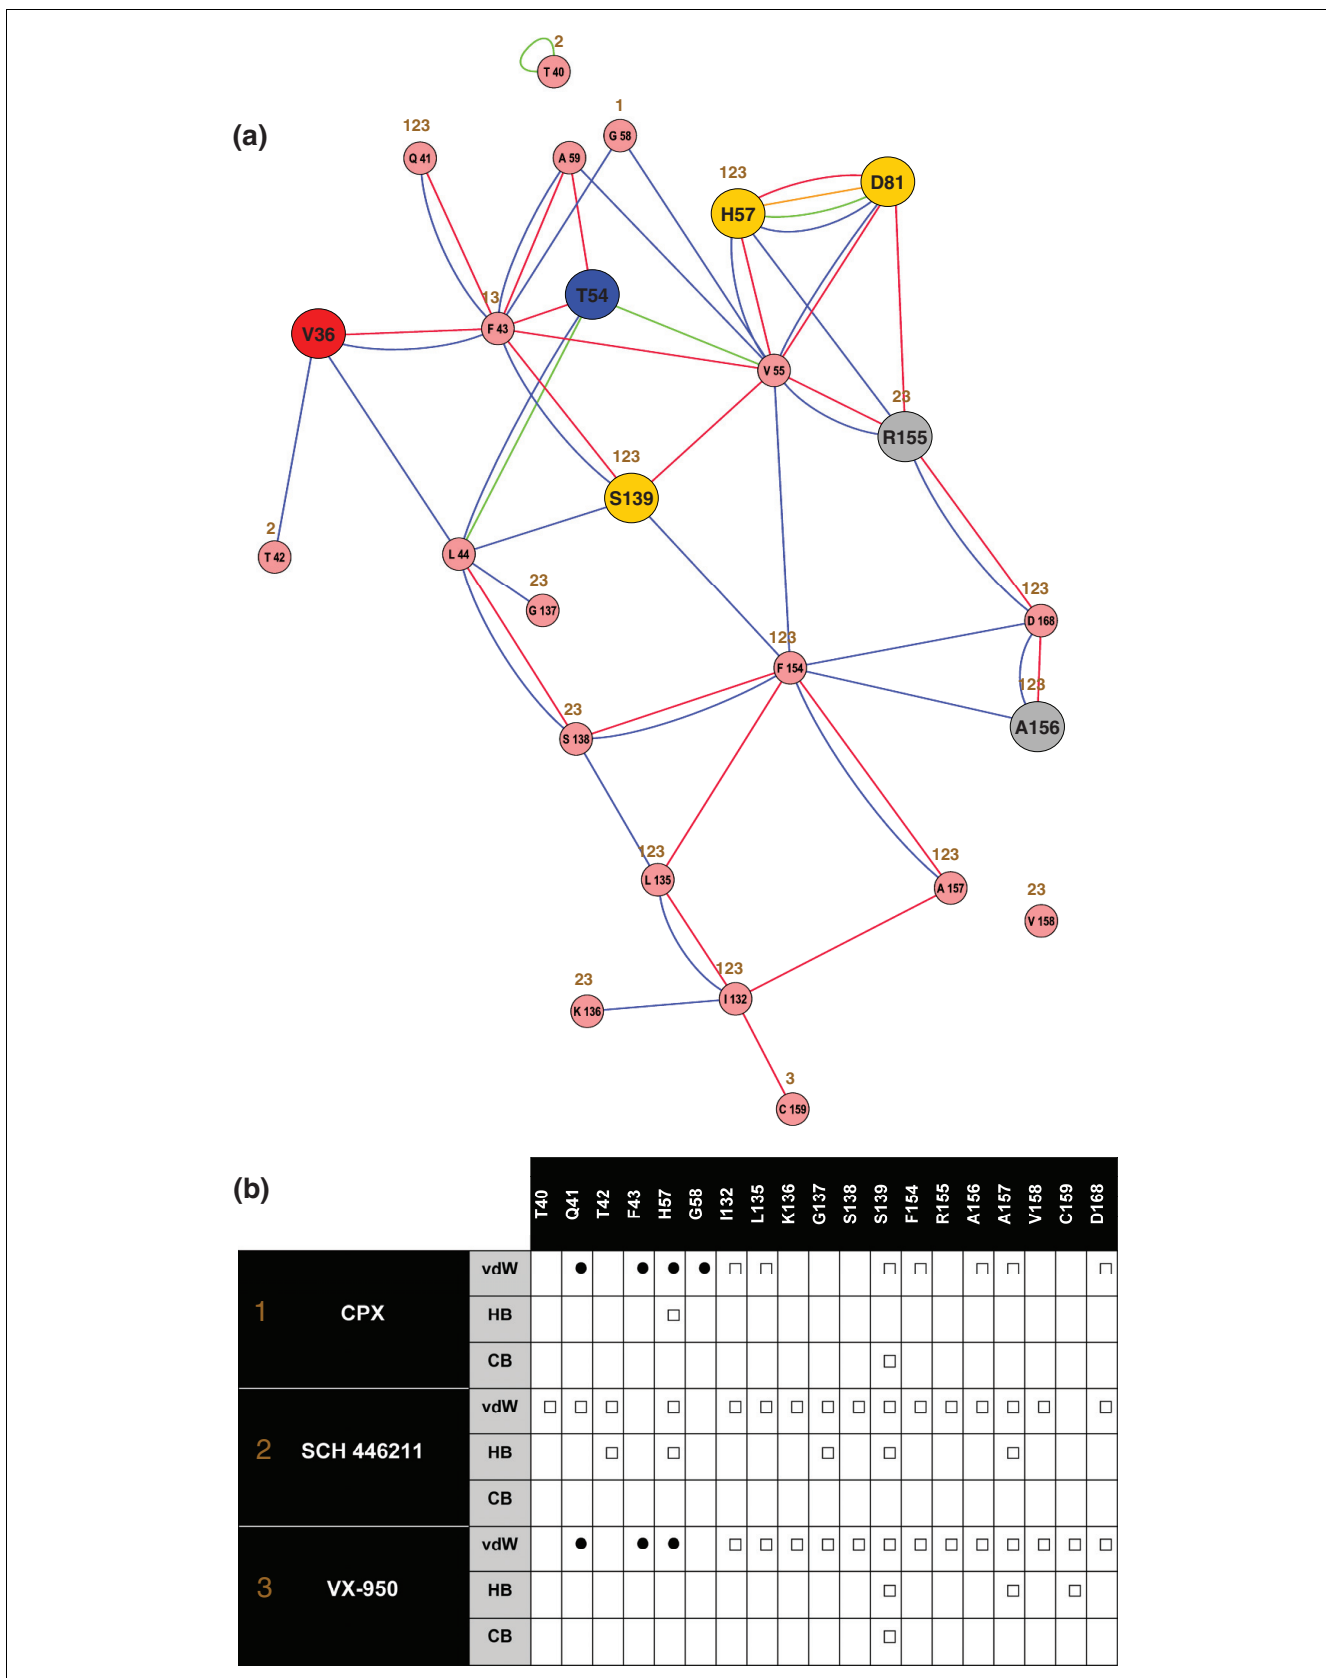 2
T 40
(a)
1
G 58
123
Q 41
A 59
123
H57
D81
T54
13
F 43
V36
V 55
23
R155
123
S139
2
T 42
L 44
23
G 137
123
D 168
123
F 154
123
A156
23
S 138
123
L 135
123
A 157
23
V 158
123
I 132
23
K 136
3
C 159
(b)
T40 Q41 T42 F43 H57 G58 I132 L135 K136 G137 S138 S139 F154 R155 A156 A157 V158 C159 D168
vdW
1 CPX HB
CB
vdW
2 SCH 446211 HB
CB
vdW
3 VX-950 HB
CB